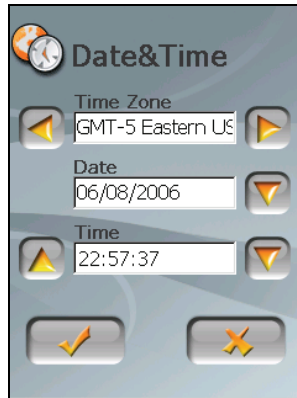 Date&Time
Time Zone
GMT-5 Eastern US
Date
06/08/2006
Time
22:57:37